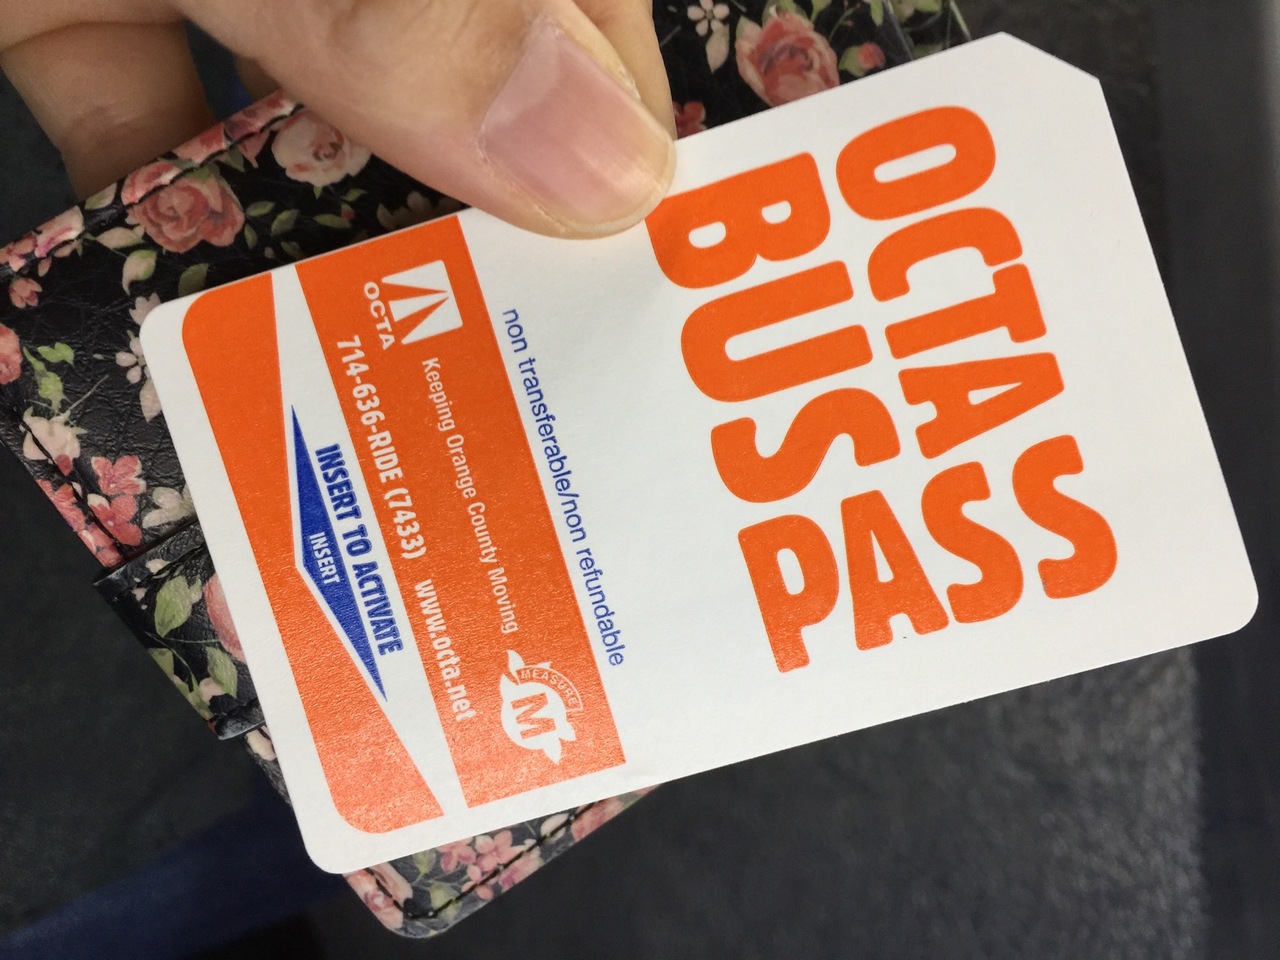 OCTA
BUS
PASS
non transferable/non refundable
Keeping Orange County Moving
MEASURE
M
OCTA
714-636-RIDE (7433) www.octa.net
INSERT TO ACTIVATE
INSERT